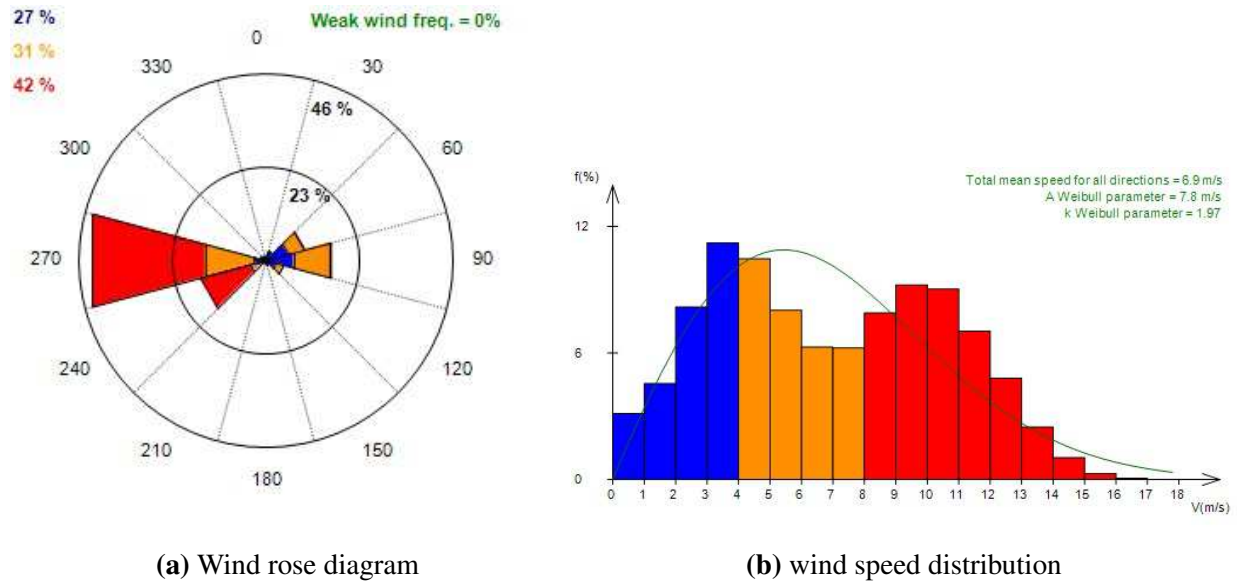 27 %
31 %
42 %
Weak wind freq. = 0%
0
30
60
90
120
150
180
210
240
270
300
330
46 %
23 %
f(%)
12
6
0
Total mean speed for all directions = 6.9 m/s
A Weibull parameter = 7.8 m/s
k Weibull parameter = 1.97
0 1 2 3 4 5 6 7 8 9 10 11 12 13 14 15 16 17 18
V(m/s)
(a) Wind rose diagram
(b) wind speed distribution